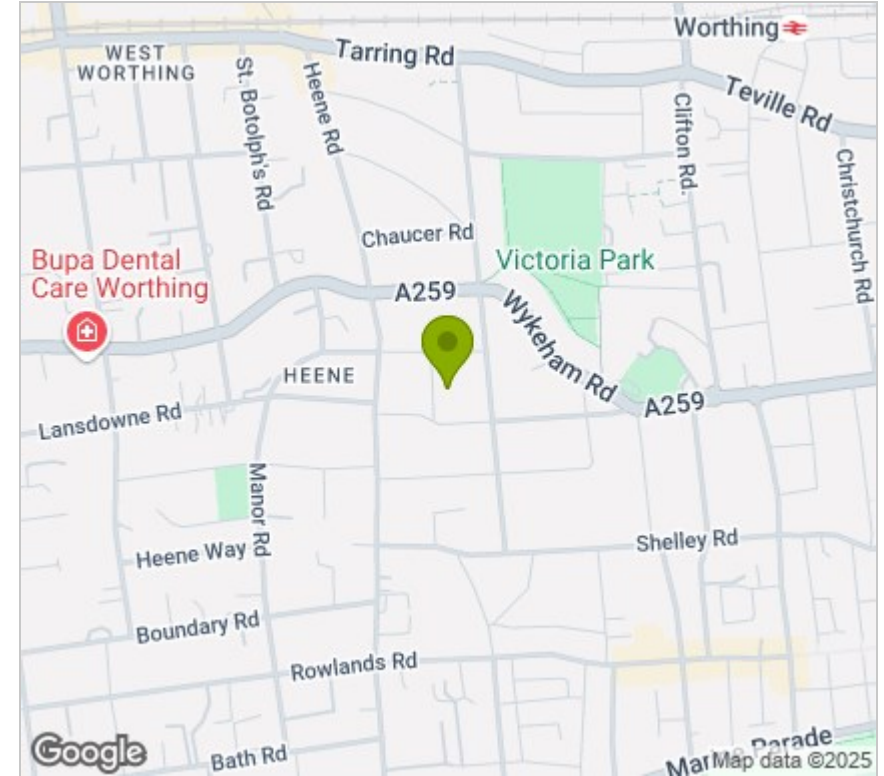 Worthing
Tarring Rd
WEST
WORTHING
St. Botolph's Rd
Heene Rd
Teville Rd
Clifton Rd.
Christchurch Rd
Chaucer Rd
Victoria Park
Bupa Dental
Care Worthing
A259
Wykeham Rd
HEENE
A259
Lansdowne Rd
Manor Rd
Heene Way
Shelley Rd
Boundary Rd
Rowlands Rd
Bath Rd
Google
Map data ©2025